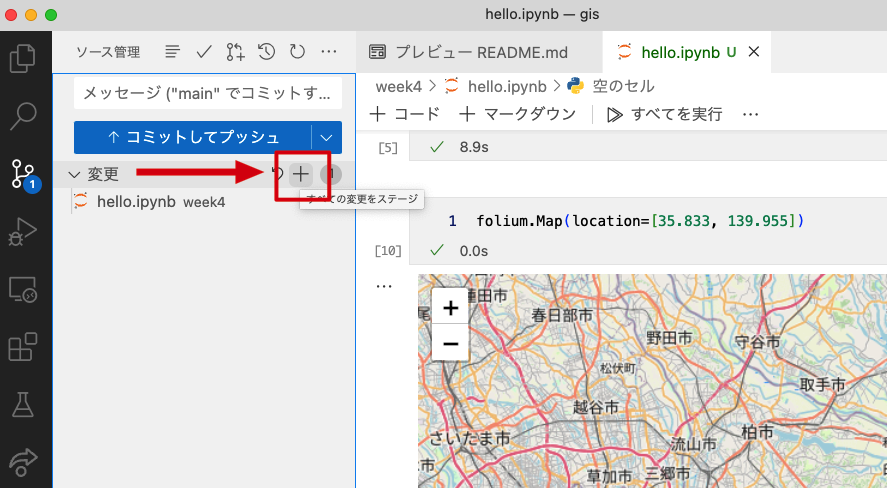 hello.ipynb — gis
ソース管理
プレビュー README.md
hello.ipynb U
メッセージ ("main" でコミットす...
コミットしてプッシュ
week4 > hello.ipynb > 空のセル
+ コード + マークダウン すべてを実行 ...
[5] 8.9s
変更
すべての変更をステージ
hello.ipynb week4
1
1 folium.Map(location=[35.833, 139.955])
[10] 0.0s
+
−
蓮田市
春日部市
野田市
守谷市
松伏町
取手市
越谷市
柏市
さいたま市
流山市
草加市
三郷市